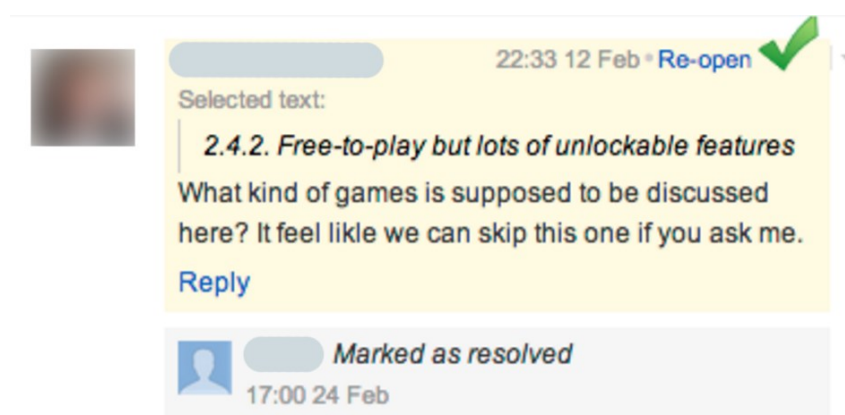 22:33 12 Feb • Re-open
Selected text:
2.4.2. Free-to-play but lots of unlockable features
What kind of games is supposed to be discussed
here? It feel likle we can skip this one if you ask me.
Reply
Marked as resolved
17:00 24 Feb